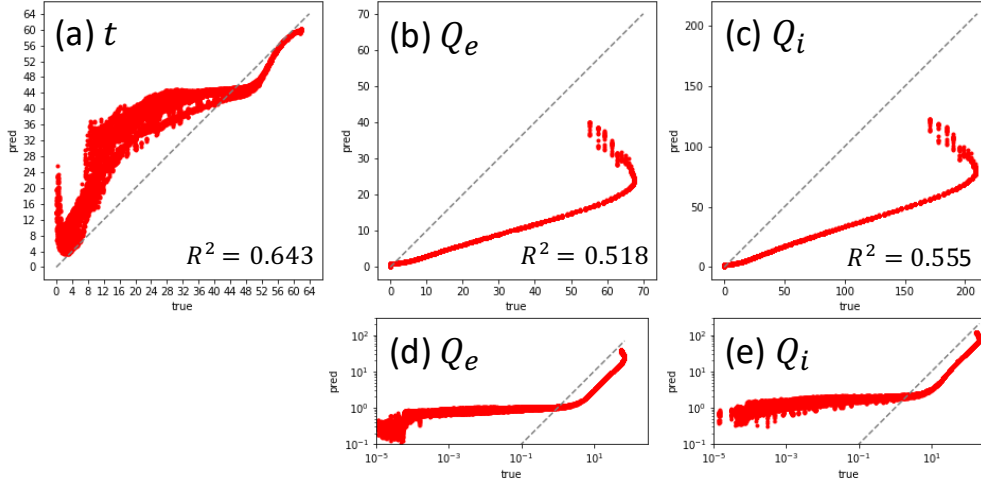 (a) t
64
60
56
52
48
44
40
36
32
28
24
20
16
12
8
4
0
pred
R² = 0.643
0 4 8 12 16 20 24 28 32 36 40 44 48 52 56 60 64
true
(b) Qₑ
70
60
50
40
30
20
10
0
pred
R² = 0.518
0 10 20 30 40 50 60 70
true
(c) Qᵢ
200
150
100
50
0
pred
R² = 0.555
0 50 100 150 200
true
(d) Qₑ
10²
10¹
10⁰
10⁻¹
pred
10⁻⁵ 10⁻³ 10⁻¹ 10¹
true
(e) Qᵢ
10²
10¹
10⁰
10⁻¹
pred
10⁻⁵ 10⁻³ 10⁻¹ 10¹
true